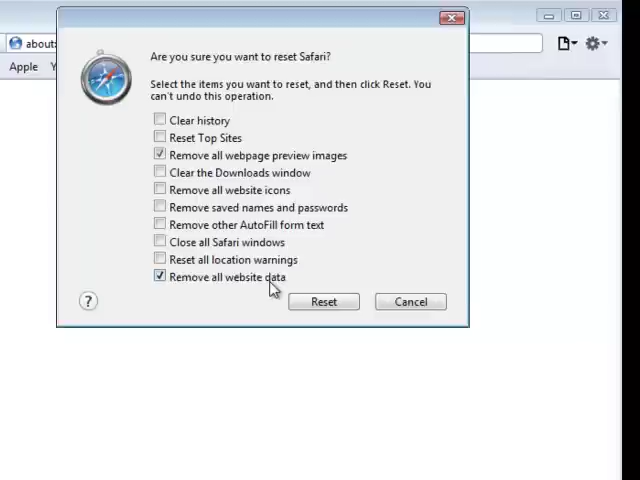 about:
Apple Y
Are you sure you want to reset Safari?
Select the items you want to reset, and then click Reset. You
can't undo this operation.
Clear history
Reset Top Sites
Remove all webpage preview images
Clear the Downloads window
Remove all website icons
Remove saved names and passwords
Remove other AutoFill form text
Close all Safari windows
Reset all location warnings
Remove all website data
? Reset Cancel